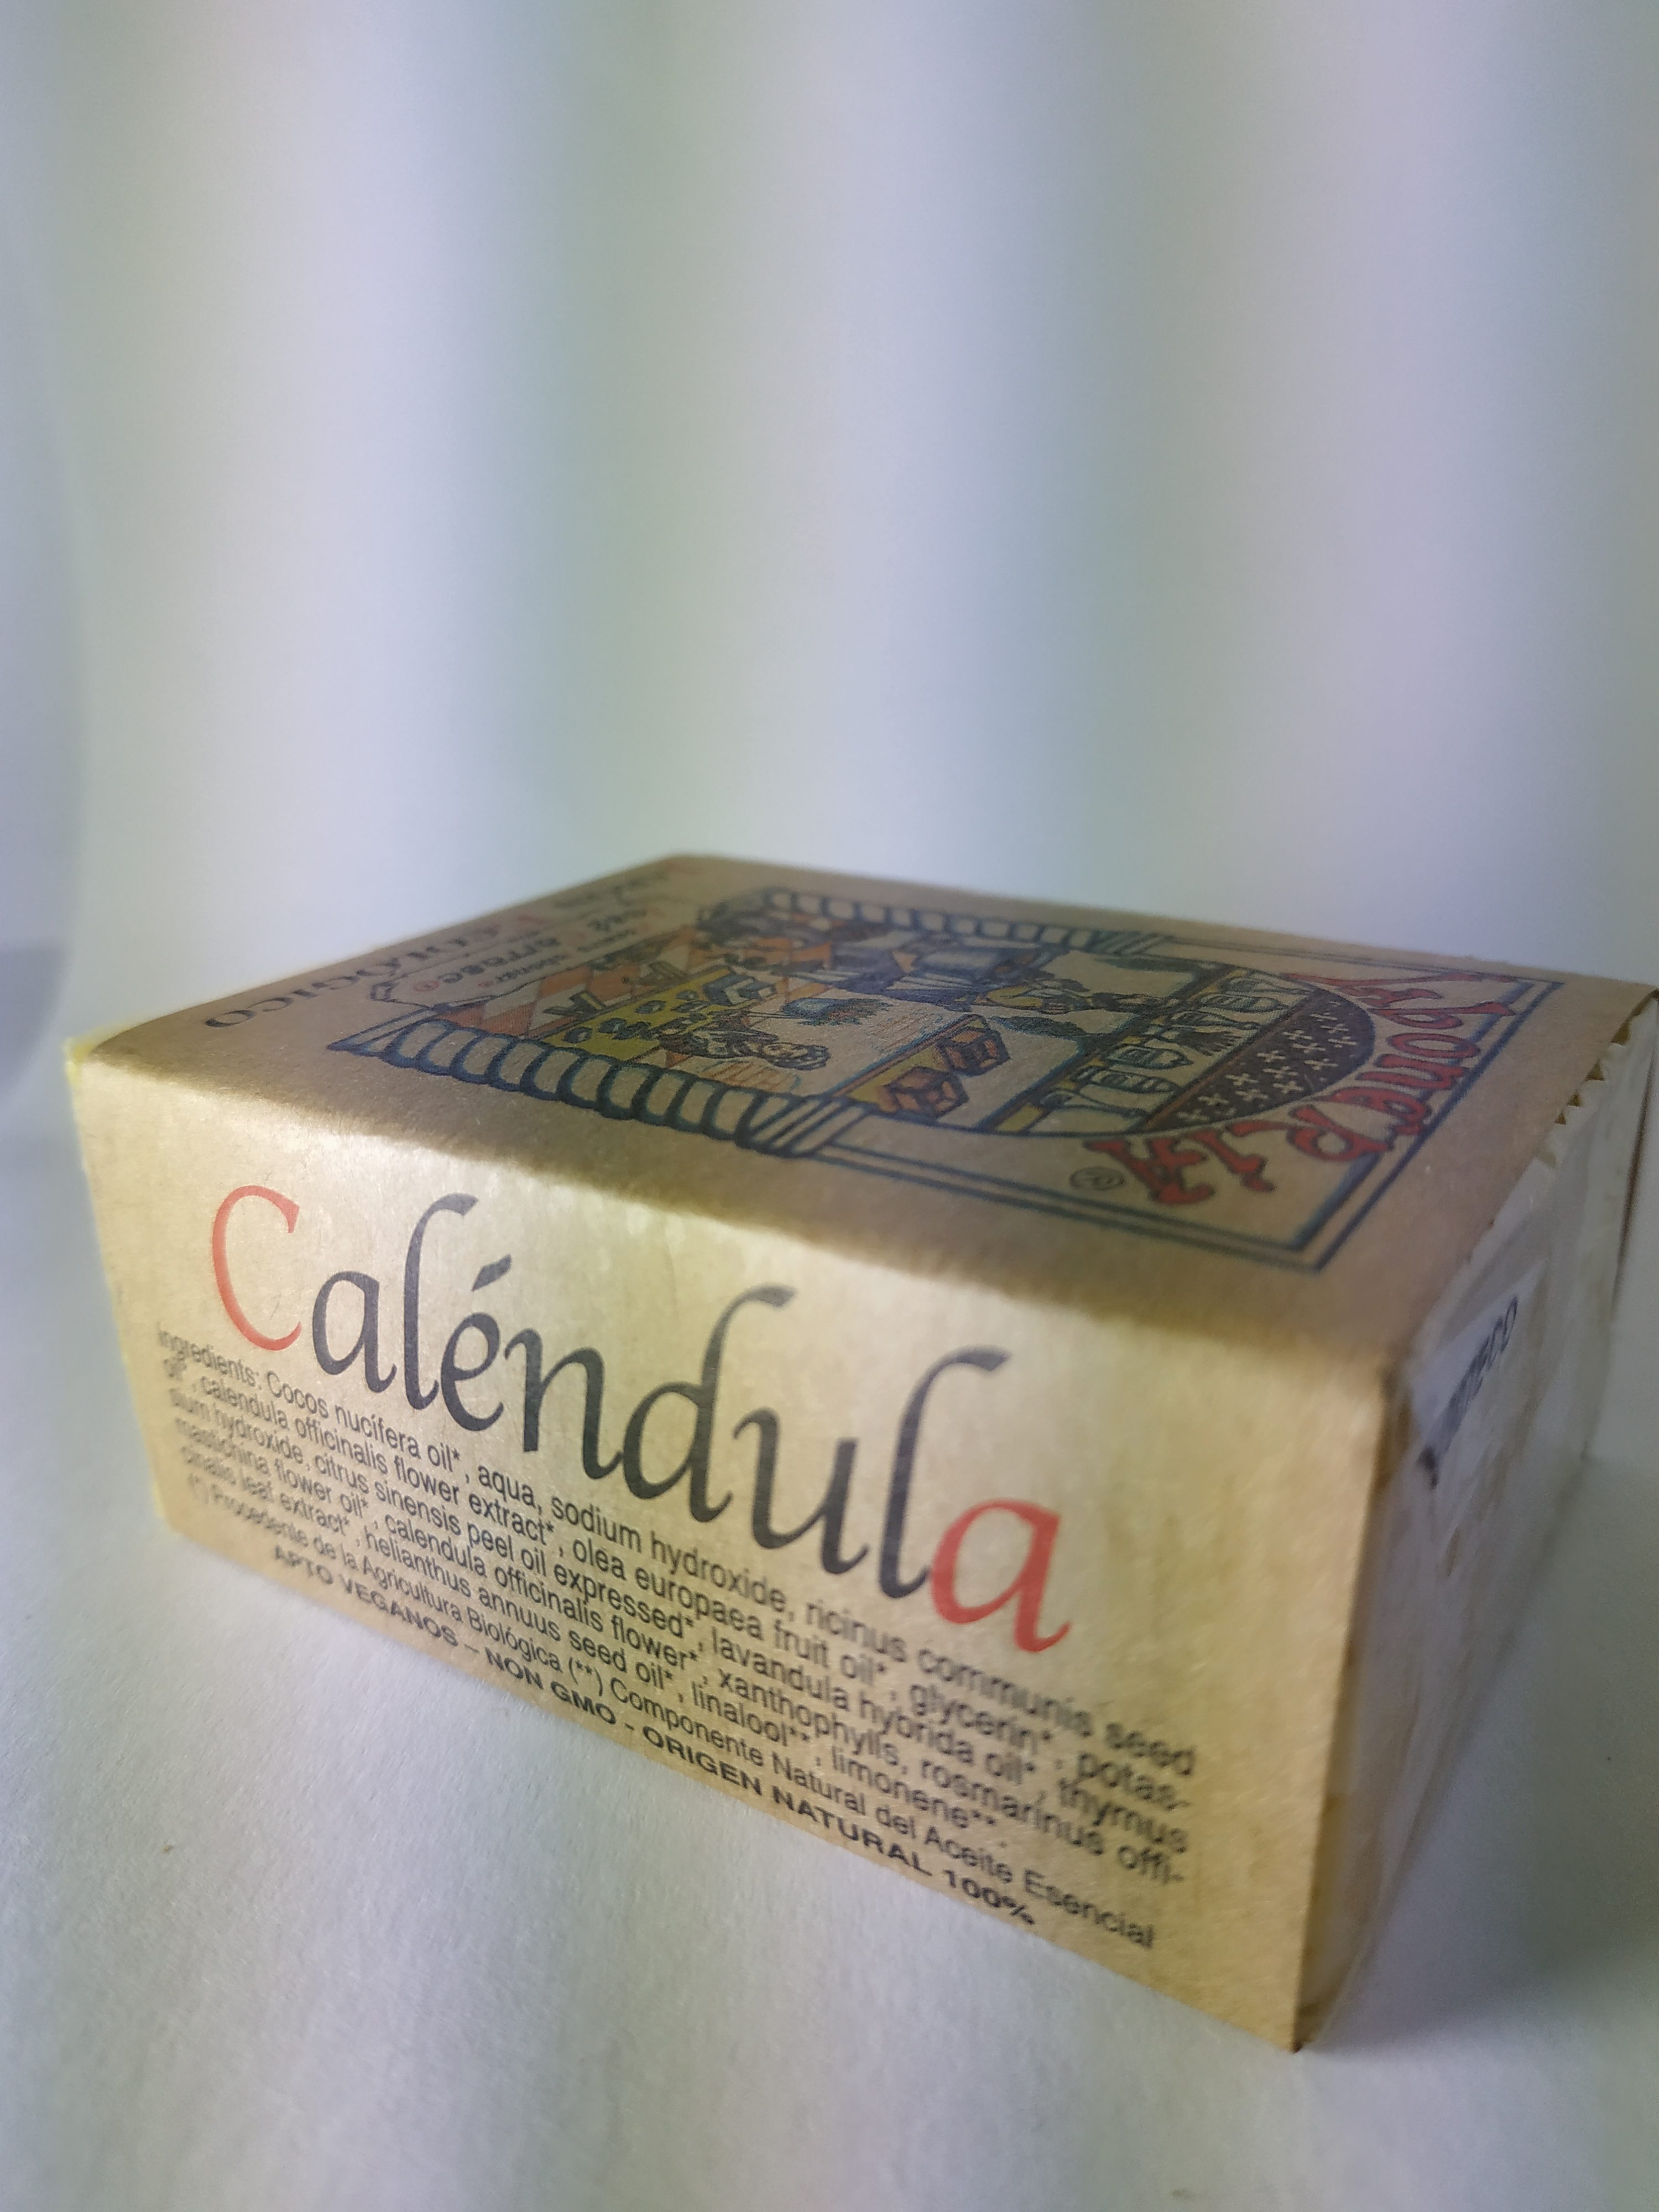 ECOLÓGICO
Caléndula
Ingredients: Cocos nucífera oil*, aqua, sodium hydroxide, ricinus communis seed
oil*, calendula officinalis flower extract*, olea europaea fruit oil*, glycerin*, potas-
sium hydroxide, citrus sinensis peel oil expressed*, lavandula hybrida oil*, thymus
mastichina flower oil*, calendula officinalis flower*, xanthophylls, rosmarinus offi-
cinalis leaf extract*, helianthus annuus seed oil*, linalool**, limonene**.
(*) Procedente de la Agricultura Biológica (**) Componente Natural del Aceite Esencial
APTO VEGANOS – NON GMO - ORIGEN NATURAL 100%